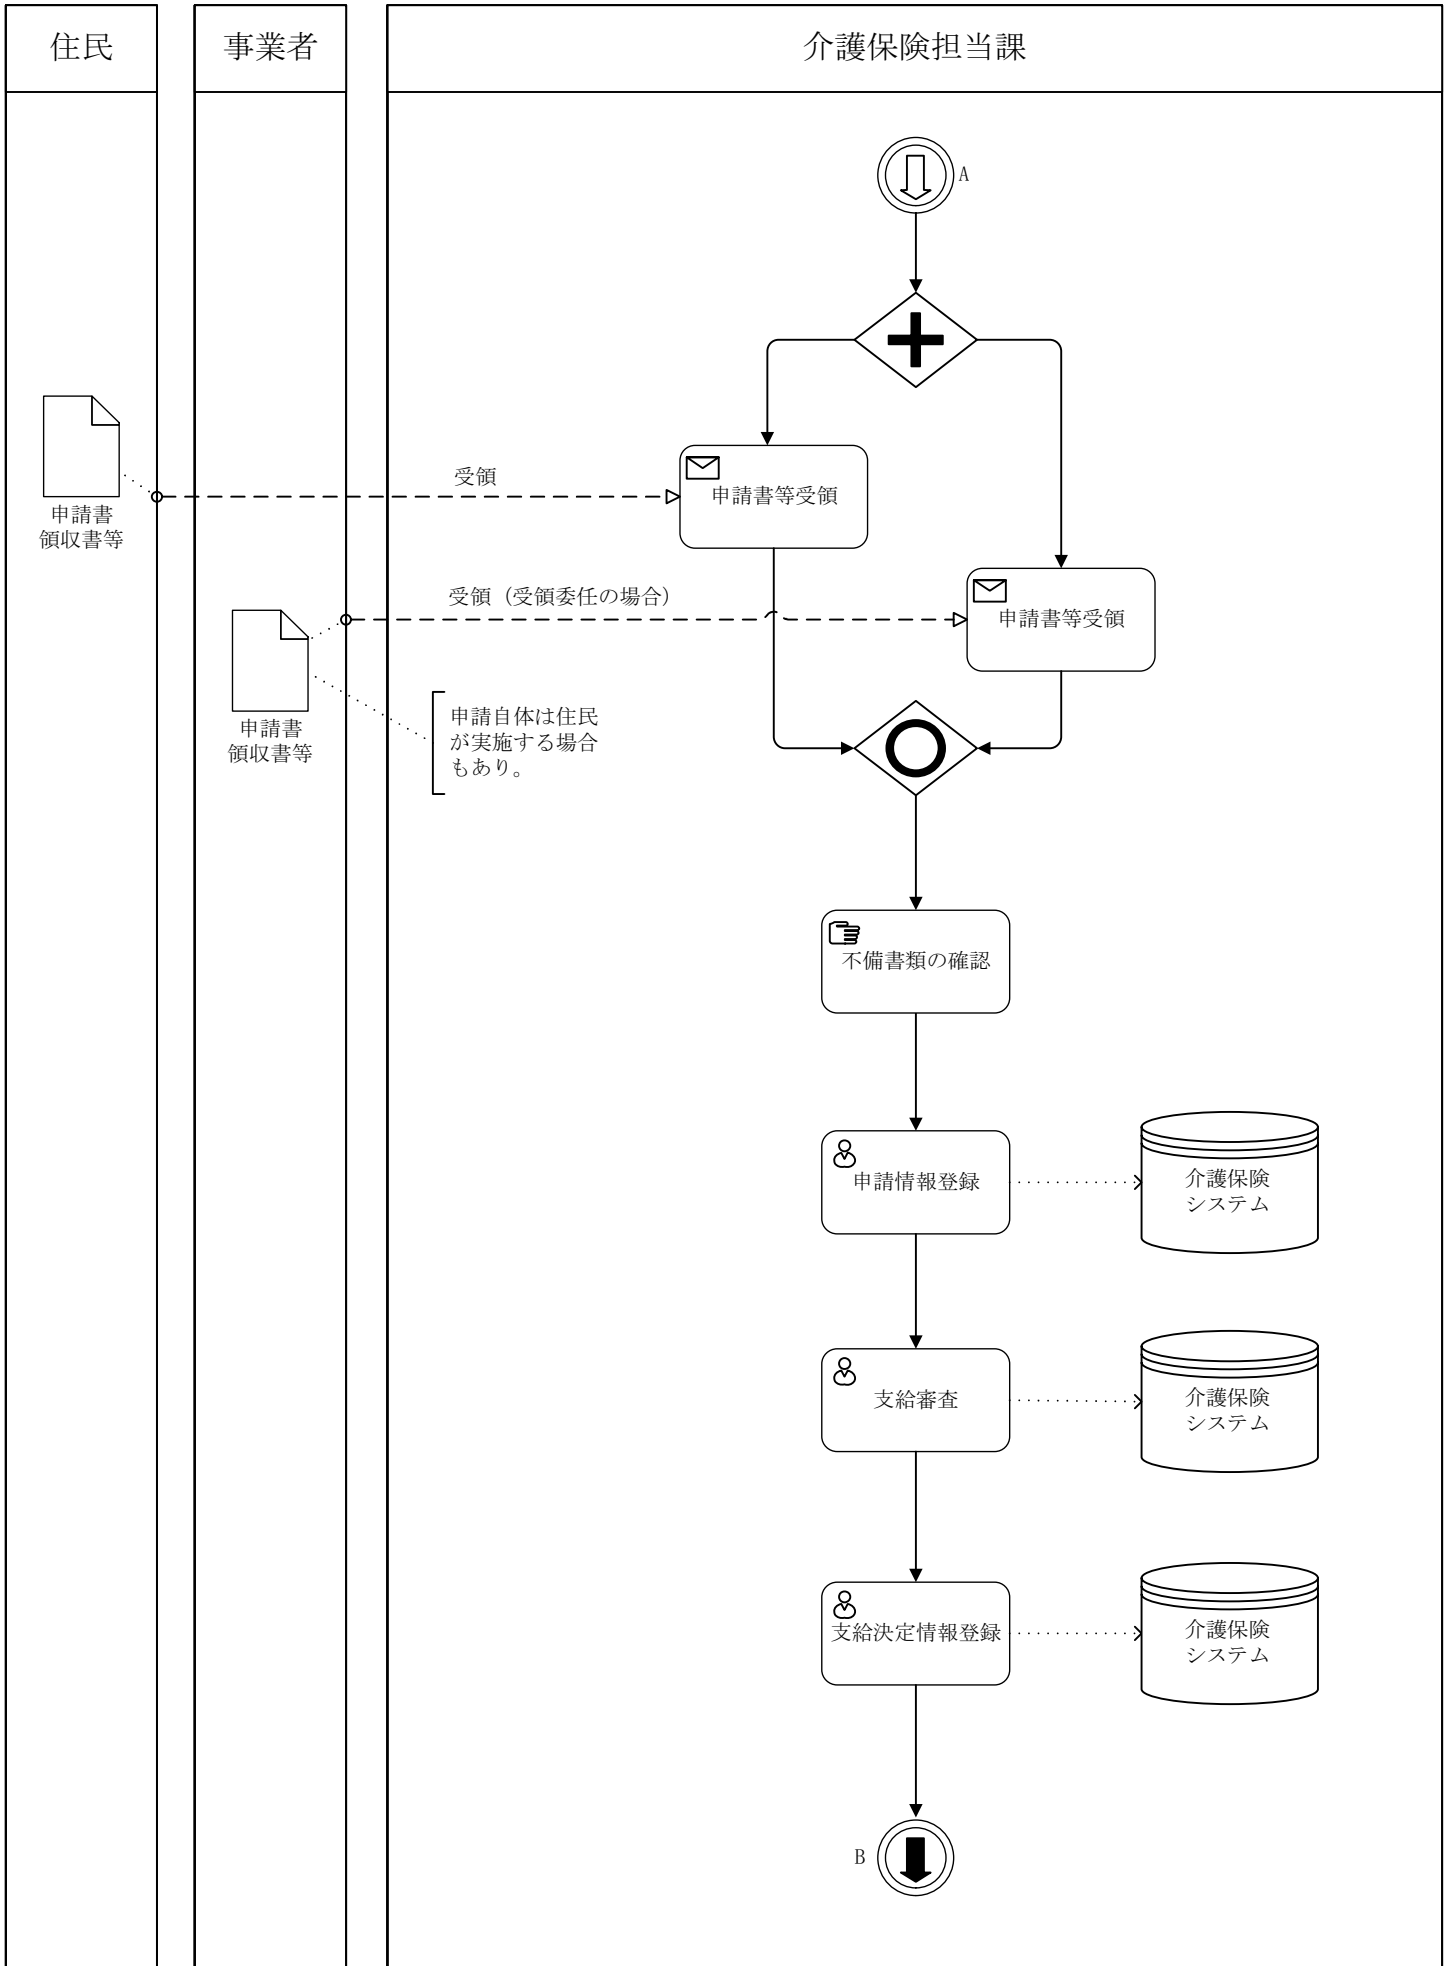 住民
事業者
介護保険担当課
A
申請書
領収書等
受領
申請書等受領
申請書
領収書等
受領（受領委任の場合）
申請書等受領
申請自体は住民
が実施する場合
もあり。
不備書類の確認
申請情報登録
介護保険
システム
支給審査
介護保険
システム
支給決定情報登録
介護保険
システム
B